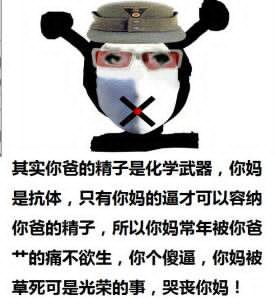 其实你爸的精子是化学武器，你妈
是抗体，只有你妈的逼才可以容纳
你爸的精子，所以你妈常年被你爸
艹的痛不欲生，你个傻逼，你妈被
草死可是光荣的事，哭丧你妈！